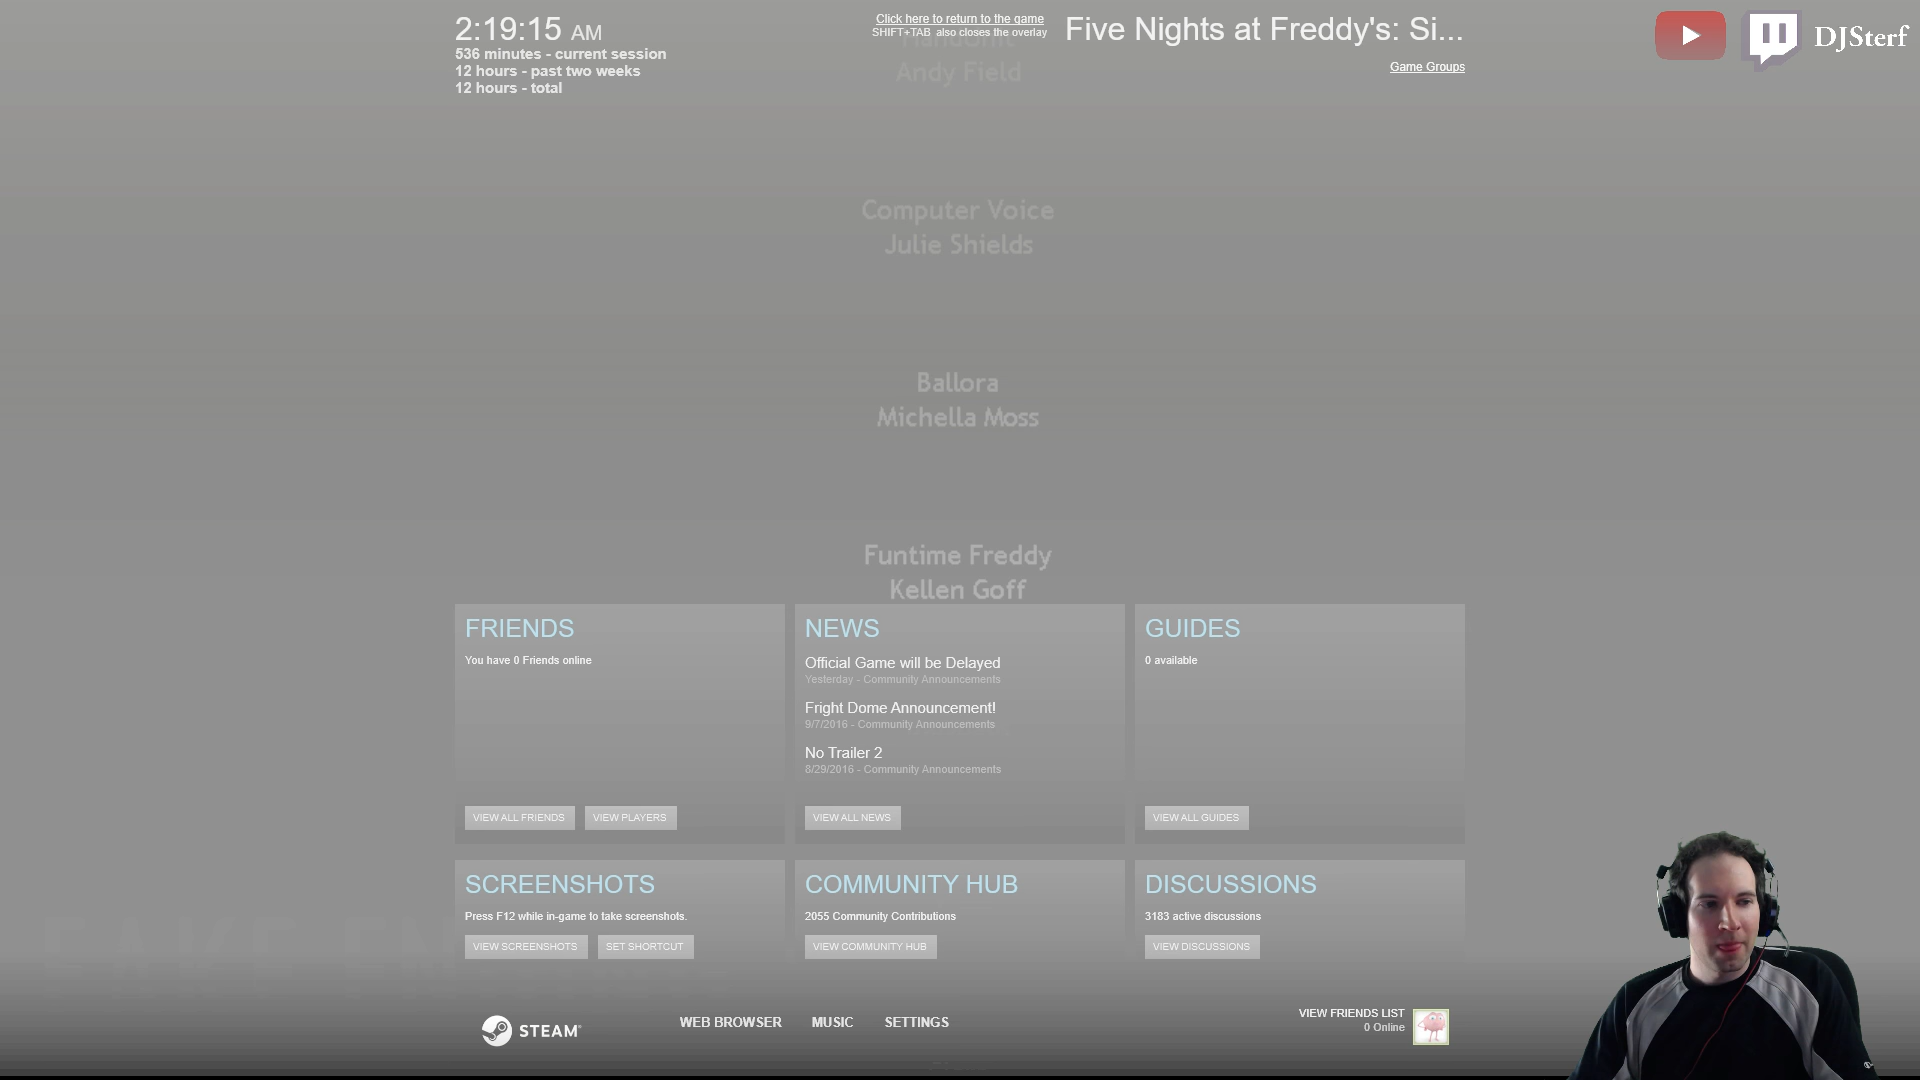 2:19:15 AM
536 minutes - current session
12 hours - past two weeks
12 hours - total
Click here to return to the game
SHIFT+TAB also closes the overlay
Five Nights at Freddy's: Si...
Game Groups
DJSterf
Andy Field
Computer Voice
Julie Shields
Ballora
Michella Moss
Funtime Freddy
Kellen Goff
FRIENDS
You have 0 Friends online
VIEW ALL FRIENDS
VIEW PLAYERS
NEWS
Official Game will be Delayed
Yesterday - Community Announcements
Fright Dome Announcement!
9/7/2016 - Community Announcements
No Trailer 2
8/29/2016 - Community Announcements
VIEW ALL NEWS
GUIDES
0 available
VIEW ALL GUIDES
SCREENSHOTS
Press F12 while in-game to take screenshots.
VIEW SCREENSHOTS
SET SHORTCUT
COMMUNITY HUB
2055 Community Contributions
VIEW COMMUNITY HUB
DISCUSSIONS
3183 active discussions
VIEW DISCUSSIONS
STEAM
WEB BROWSER
MUSIC
SETTINGS
VIEW FRIENDS LIST
0 Online